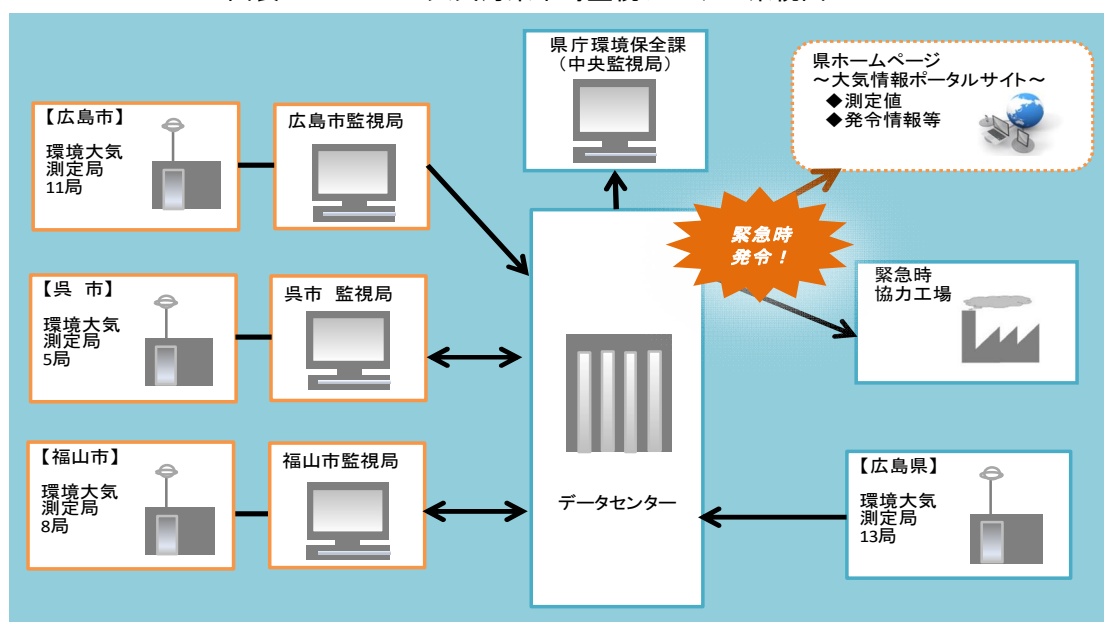 県庁環境保全課
（中央監視局）
県ホームページ
～大気情報ポータルサイト～
◆測定値
◆発令情報等
【広島市】
環境大気
測定局
11局
広島市監視局
緊急時
発令！
【呉 市】
環境大気
測定局
5局
呉市 監視局
緊急時
協力工場
【福山市】
環境大気
測定局
8局
福山市監視局
データセンター
【広島県】
環境大気
測定局
13局